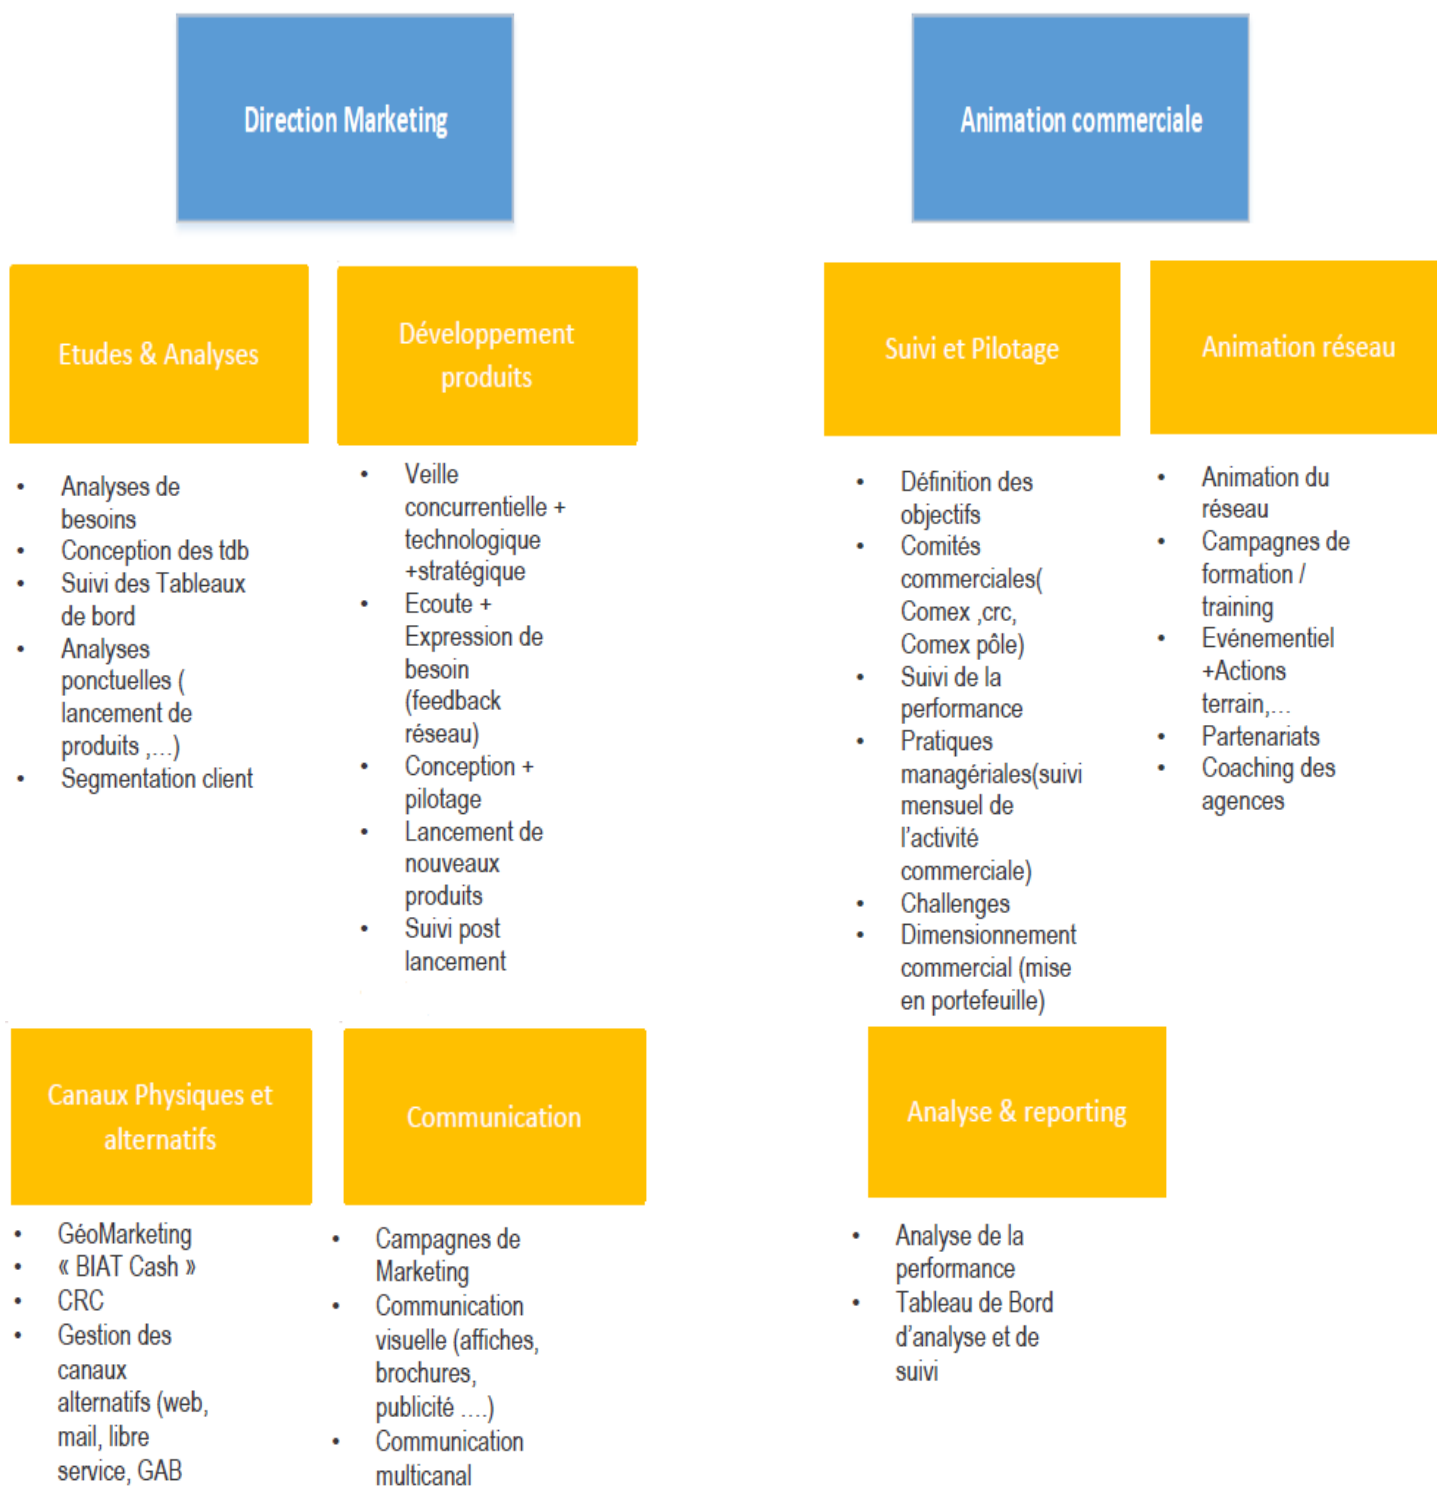 Direction Marketing
Animation commerciale
Etudes & Analyses
• Analyses de
besoins
• Conception des tdb
• Suivi des Tableaux
de bord
• Analyses
ponctuelles (
lancement de
produits ,…)
• Segmentation client
Développement
produits
• Veille
concurrentielle +
technologique
+stratégique
• Ecoute +
Expression de
besoin
(feedback
réseau)
• Conception +
pilotage
• Lancement de
nouveaux
produits
• Suivi post
lancement
Suivi et Pilotage
• Définition des
objectifs
• Comités
commerciales(
Comex ,crc,
Comex pôle)
• Suivi de la
performance
• Pratiques
managériales(suivi
mensuel de
l’activité
commerciale)
• Challenges
• Dimensionnement
commercial (mise
en portefeuille)
Animation réseau
• Animation du
réseau
• Campagnes de
formation /
training
• Evénementiel
+Actions
terrain,…
• Partenariats
• Coaching des
agences
Canaux Physiques et
alternatifs
• GéoMarketing
• « BIAT Cash »
• CRC
• Gestion des
canaux
alternatifs (web,
mail, libre
service, GAB
Communication
• Campagnes de
Marketing
• Communication
visuelle (affiches,
brochures,
publicité ….)
• Communication
multicanal
Analyse & reporting
• Analyse de la
performance
• Tableau de Bord
d’analyse et de
suivi